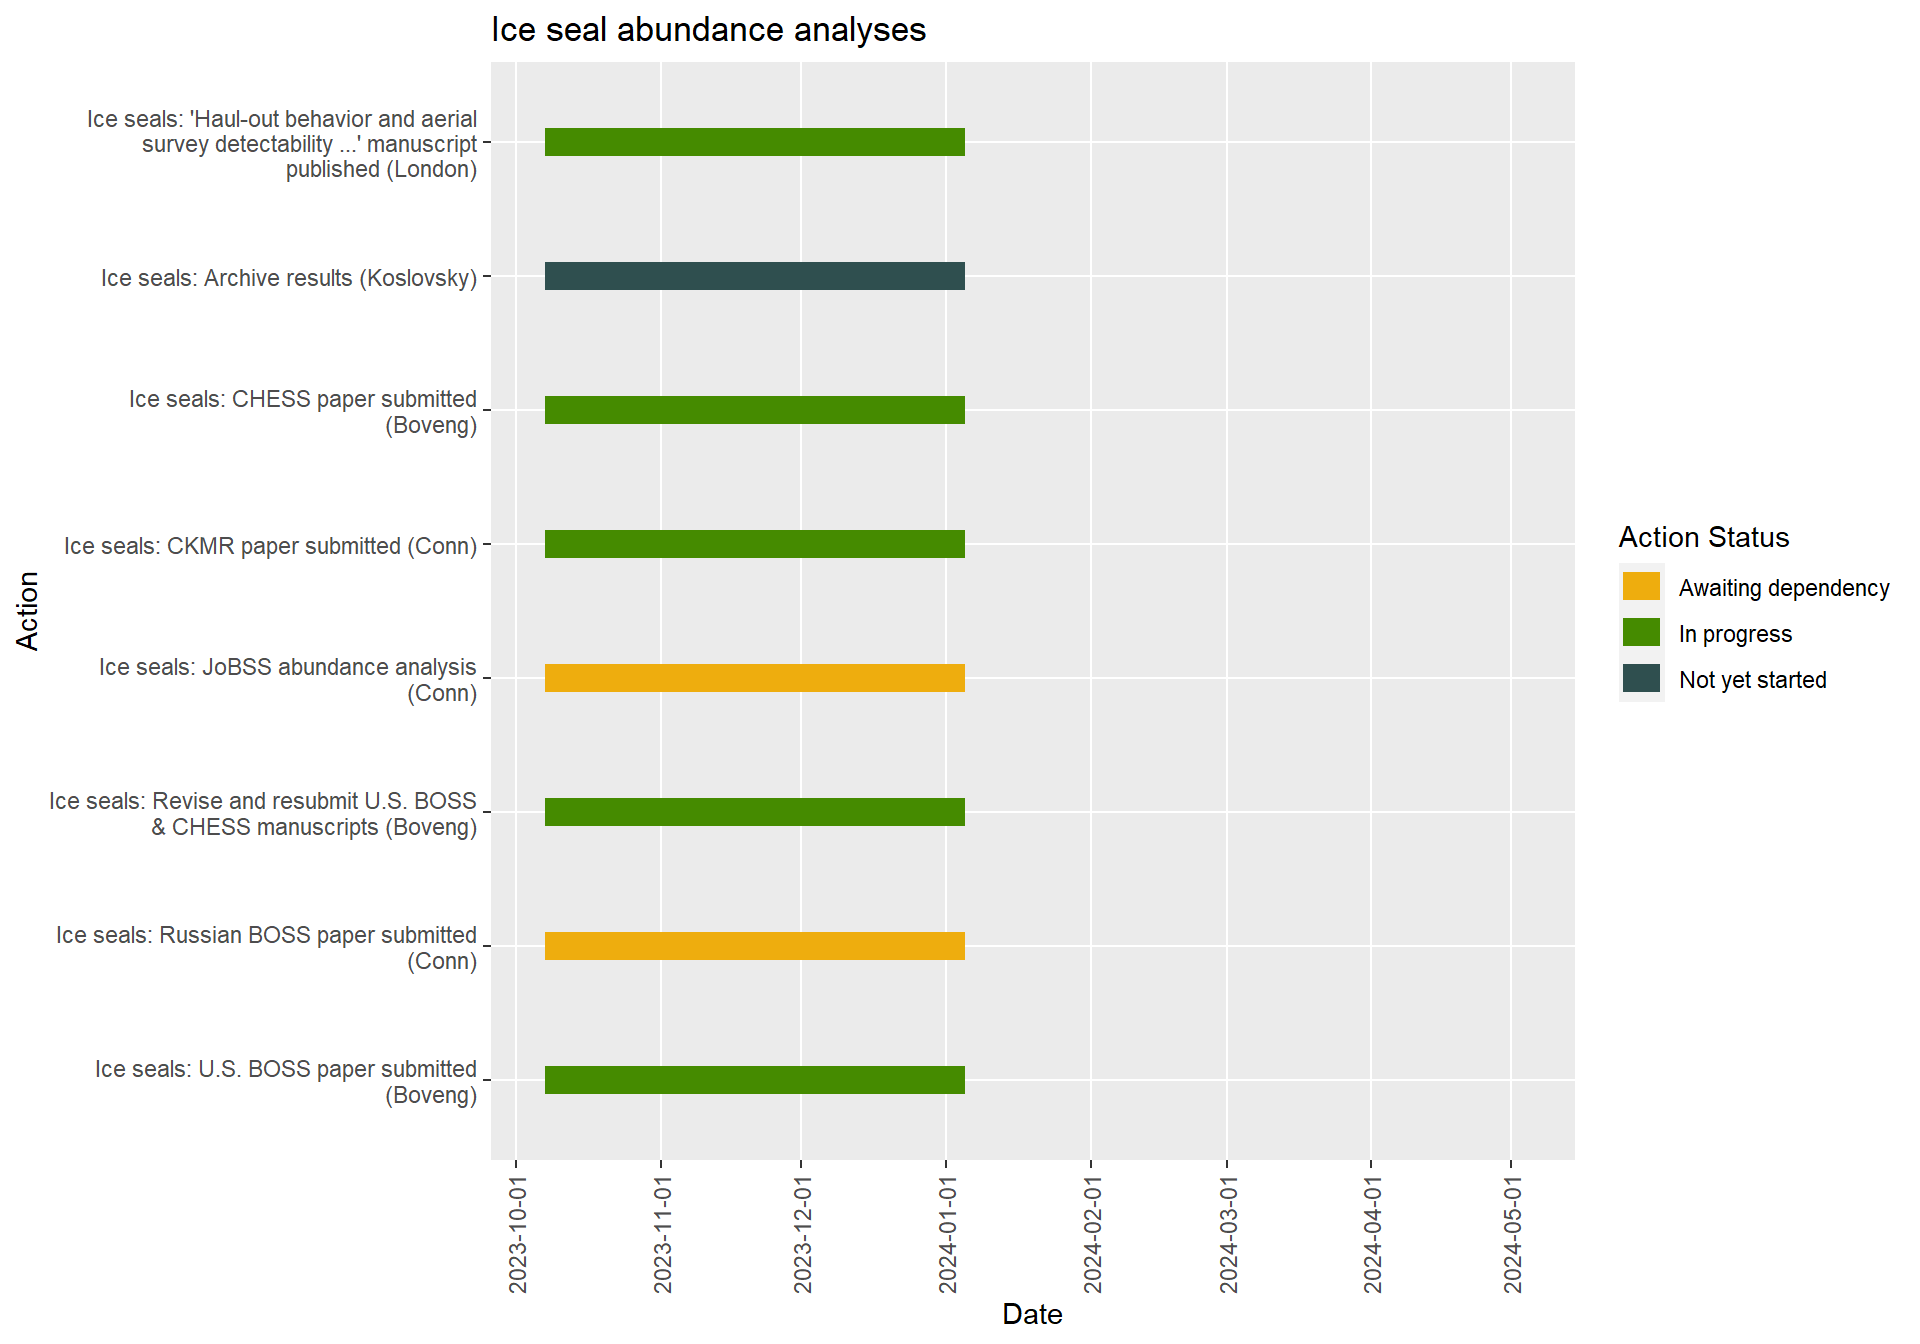 Ice seal abundance analyses
Ice seals: 'Haul-out behavior and aerial
survey detectability ...' manuscript
published (London)
Ice seals: Archive results (Koslovsky)
Ice seals: CHESS paper submitted
(Boveng)
Ice seals: CKMR paper submitted (Conn)
Ice seals: JoBSS abundance analysis
(Conn)
Ice seals: Revise and resubmit U.S. BOSS
& CHESS manuscripts (Boveng)
Ice seals: Russian BOSS paper submitted
(Conn)
Ice seals: U.S. BOSS paper submitted
(Boveng)
Action
2023-10-01
2023-11-01
2023-12-01
2024-01-01
2024-02-01
2024-03-01
2024-04-01
2024-05-01
Date
Action Status
Awaiting dependency
In progress
Not yet started